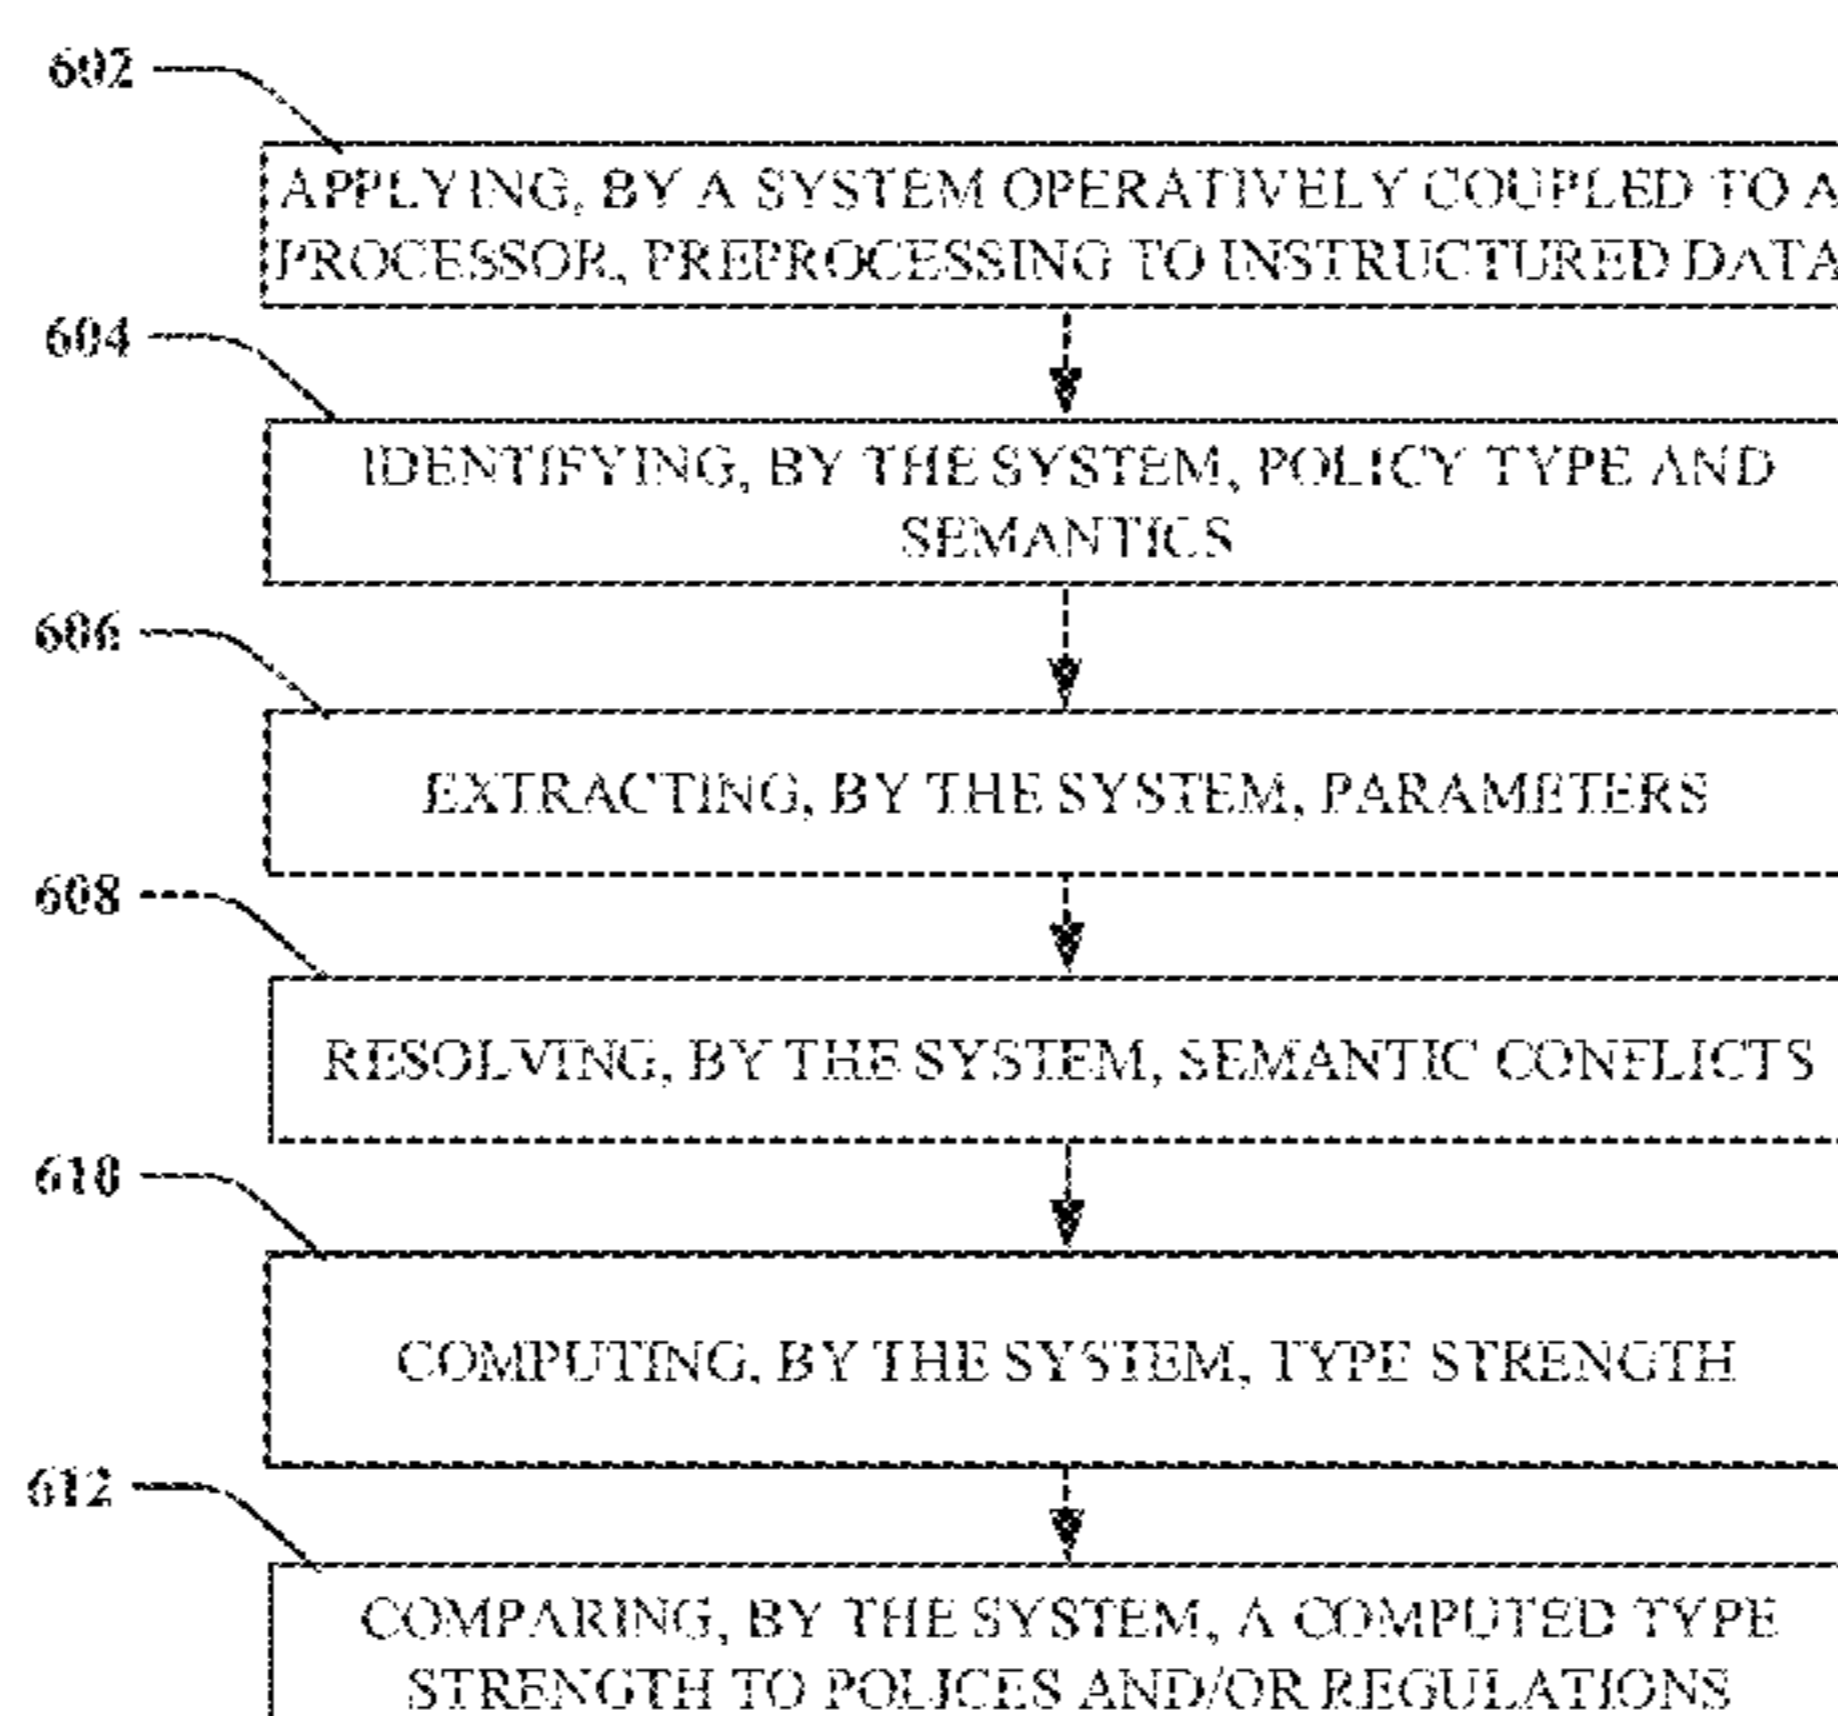 602
APPLYING, BY A SYSTEM OPERATIVELY COUPLED TO A
PROCESSOR, PREPROCESSING TO INSTRUCTURED DATA
604
IDENTIFYING, BY THE SYSTEM, POLICY TYPE AND
SEMANTICS
606
EXTRACTING, BY THE SYSTEM, PARAMETERS
608
RESOLVING, BY THE SYSTEM, SEMANTIC CONFLICTS
610
COMPUTING, BY THE SYSTEM, TYPE STRENGTH
612
COMPARING, BY THE SYSTEM, A COMPUTED TYPE
STRENGTH TO POLICES AND/OR REGULATIONS